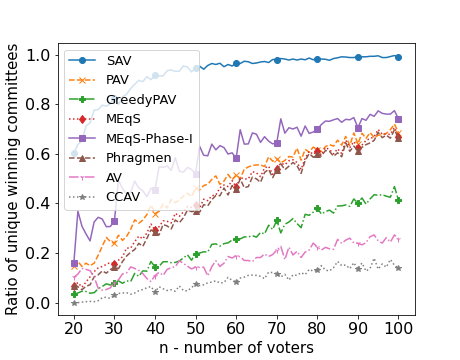 1.0
0.8
0.6
0.4
0.2
0.0
Ratio of unique winning committees
SAV
PAV
GreedyPAV
MEqS
MEqS-Phase-I
Phragmen
AV
CCAV
20 30 40 50 60 70 80 90 100
n - number of voters